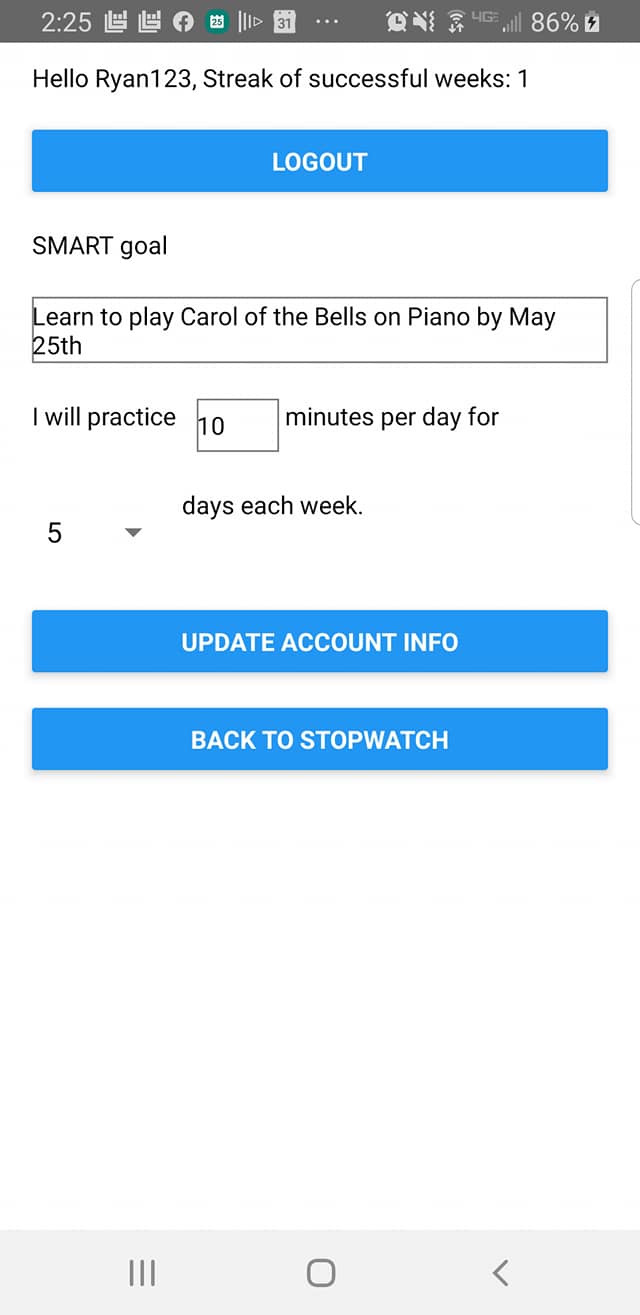 2:25 31 4GE 86%
Hello Ryan123, Streak of successful weeks: 1
LOGOUT
SMART goal
Learn to play Carol of the Bells on Piano by May
25th
I will practice 10 minutes per day for
5 days each week.
UPDATE ACCOUNT INFO
BACK TO STOPWATCH